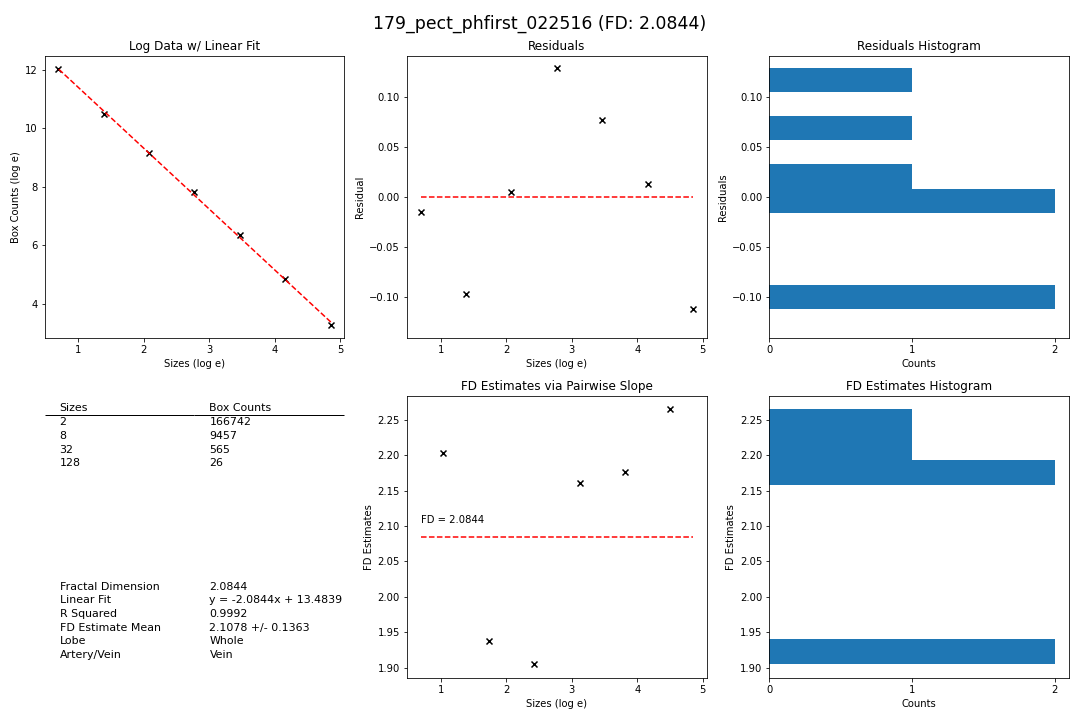 179_pect_phfirst_022516 (FD: 2.0844)
Log Data w/ Linear Fit
12
10
8
6
4
Box Counts (log e)
1 2 3 4 5
Sizes (log e)
Residuals
0.10
0.05
0.00
−0.05
−0.10
Residual
1 2 3 4 5
Sizes (log e)
Residuals Histogram
0.10
0.05
0.00
−0.05
−0.10
Residuals
0 1 2
Counts
Sizes Box Counts
2 166742
8 9457
32 565
128 26
Fractal Dimension 2.0844
Linear Fit y = -2.0844x + 13.4839
R Squared 0.9992
FD Estimate Mean 2.1078 +/- 0.1363
Lobe Whole
Artery/Vein Vein
FD Estimates via Pairwise Slope
2.25
2.20
2.15
2.10
2.05
2.00
1.95
1.90
FD Estimates
FD = 2.0844
1 2 3 4 5
Sizes (log e)
FD Estimates Histogram
2.25
2.20
2.15
2.10
2.05
2.00
1.95
1.90
FD Estimates
0 1 2
Counts